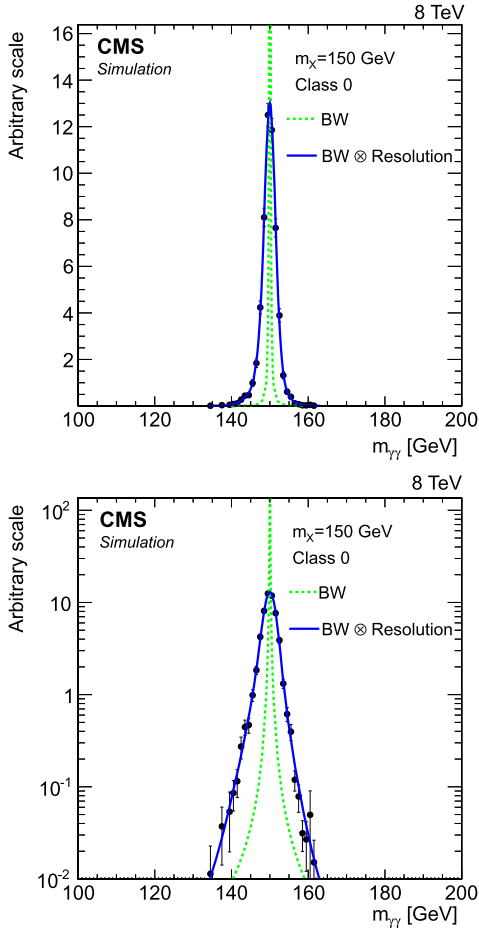 8 TeV
CMS
Simulation
m_X=150 GeV
Class 0
BW
BW ⊗ Resolution
Arbitrary scale
16
14
12
10
8
6
4
2
100 120 140 160 180 200
m_γγ [GeV]
8 TeV
CMS
Simulation
m_X=150 GeV
Class 0
BW
BW ⊗ Resolution
Arbitrary scale
10²
10
1
10⁻¹
10⁻²
100 120 140 160 180 200
m_γγ [GeV]